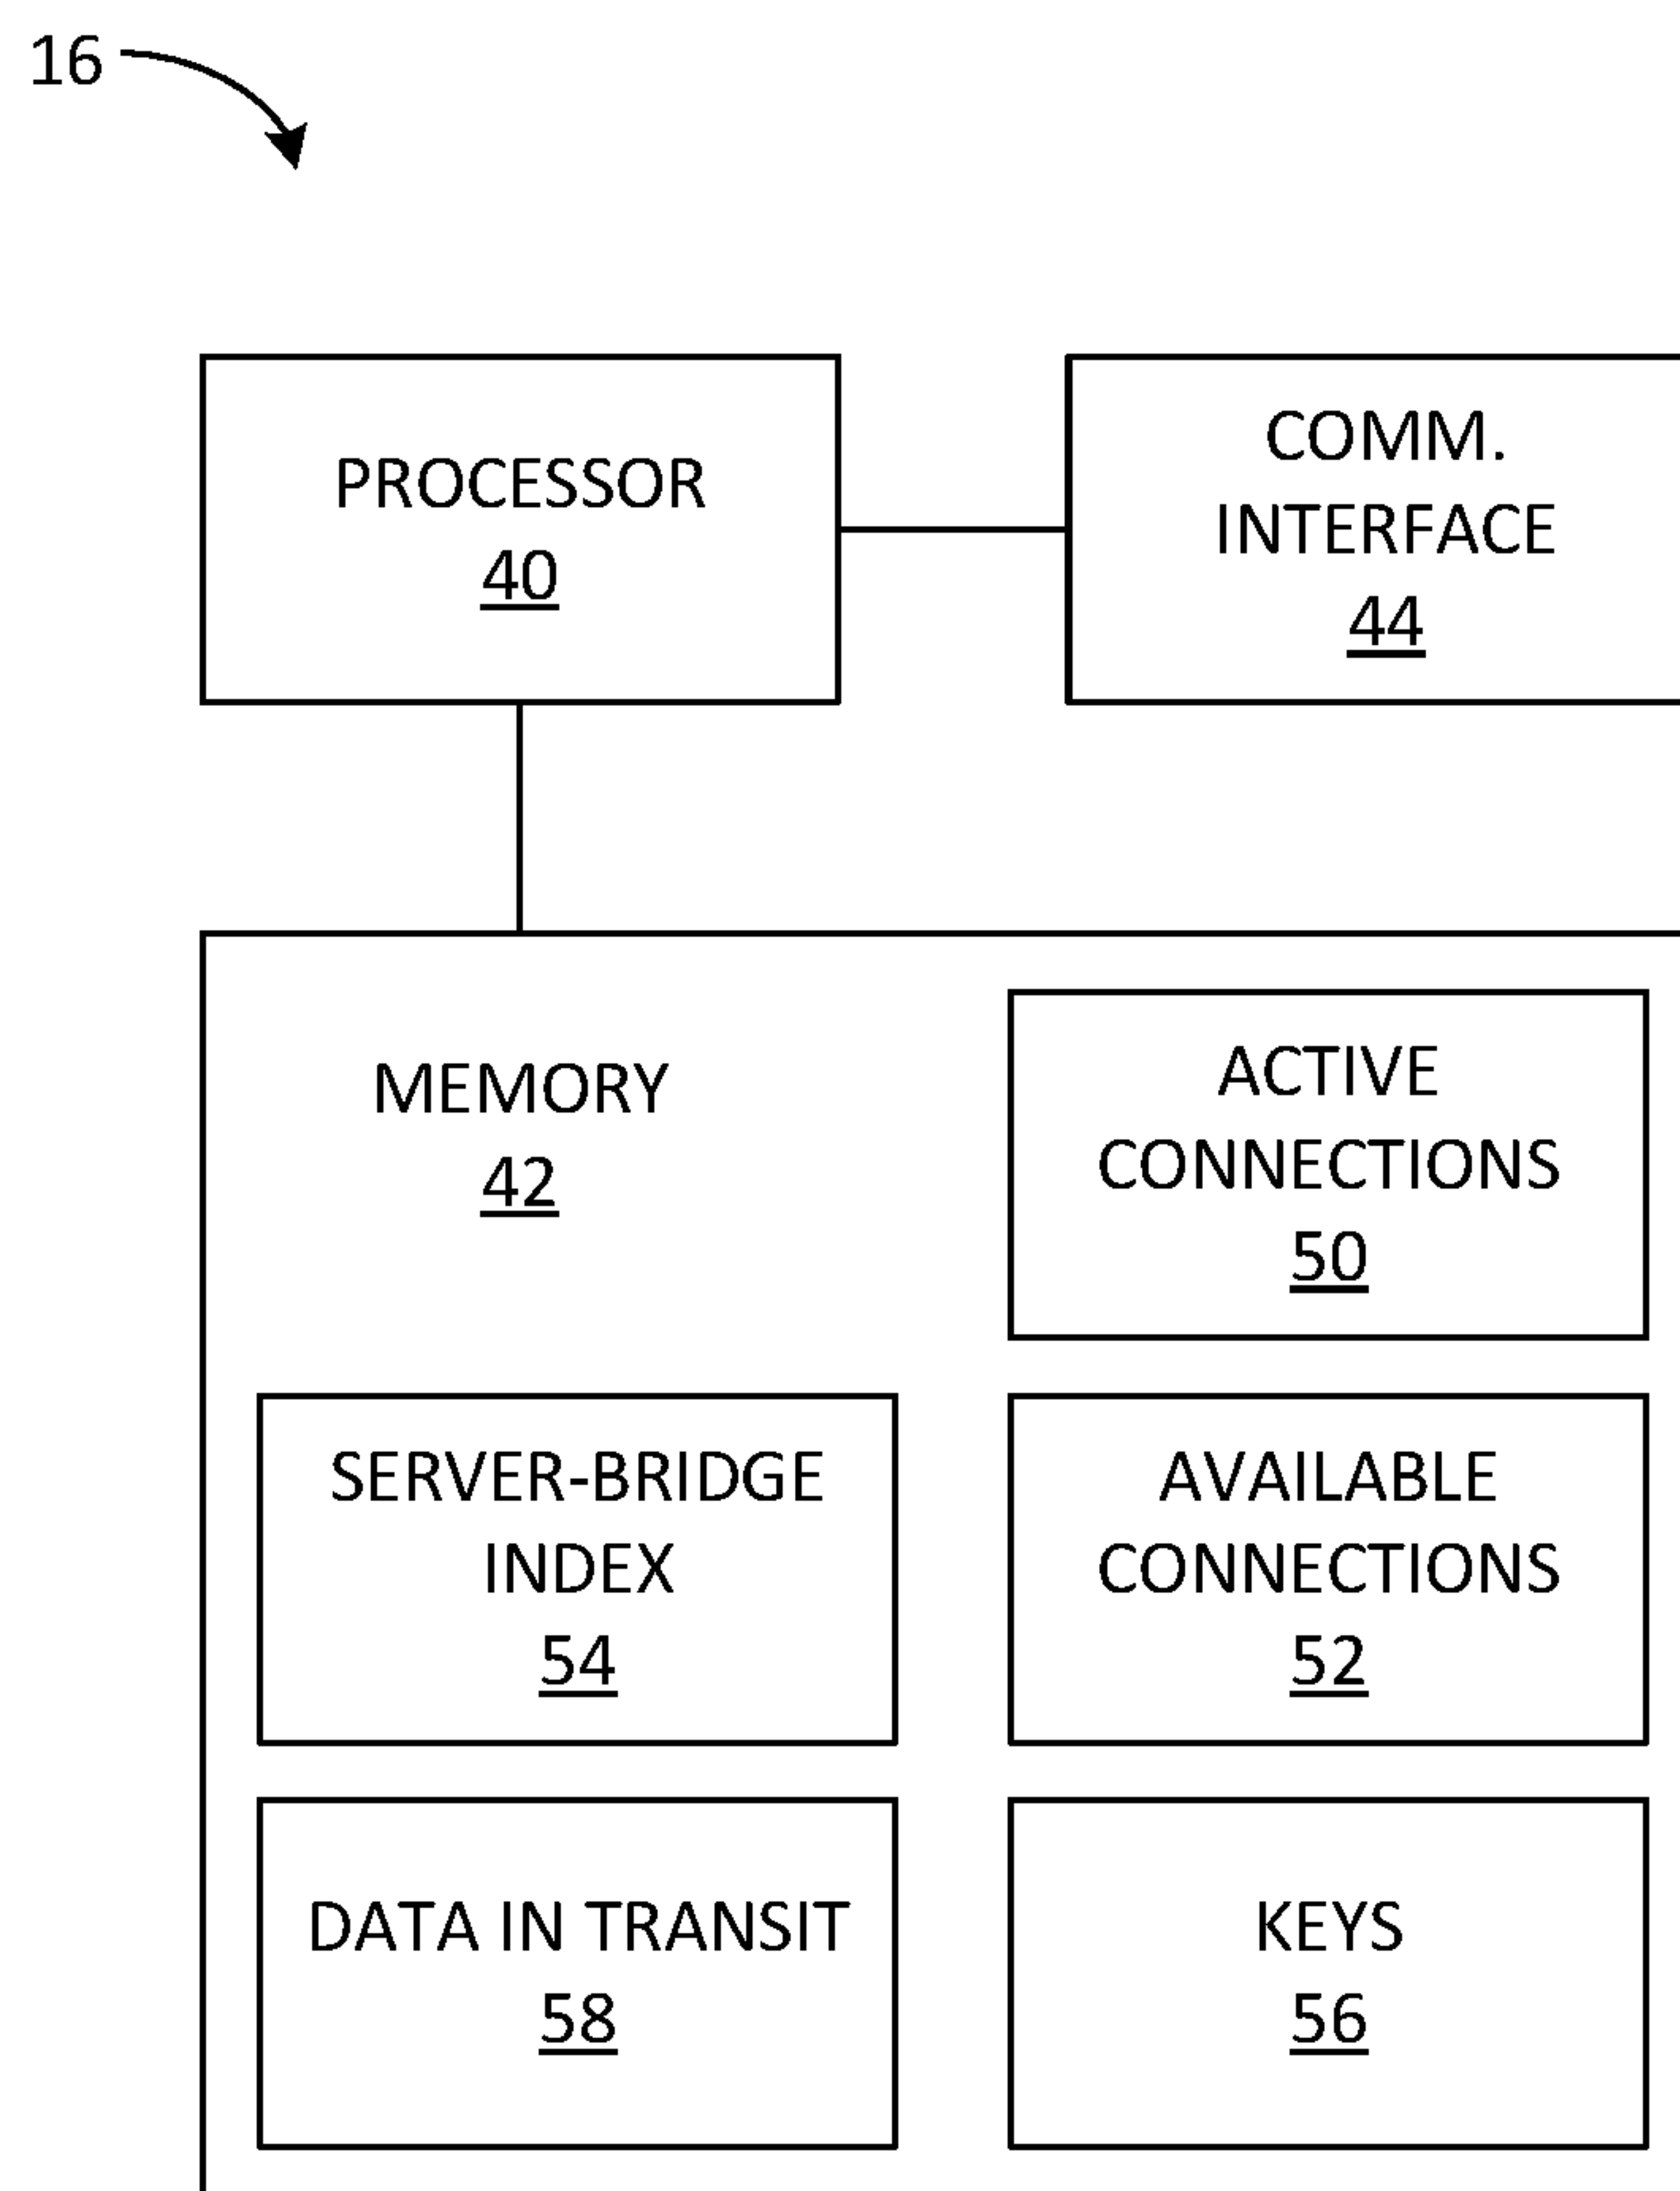 16
PROCESSOR
40
COMM.
INTERFACE
44
MEMORY
42
ACTIVE
CONNECTIONS
50
SERVER-BRIDGE
INDEX
54
AVAILABLE
CONNECTIONS
52
DATA IN TRANSIT
58
KEYS
56